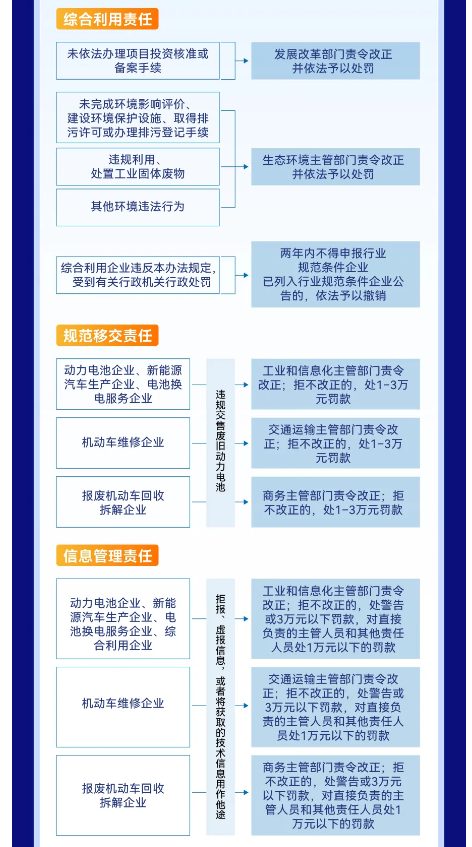 综合利用责任
未依法办理项目投资核准或
备案手续
发展改革部门责令改正
并依法予以处罚
未完成环境影响评价、
建设环境保护设施、取得排
污许可或办理排污登记手续
违规利用、
处置工业固体废物
其他环境违法行为
生态环境主管部门责令改正
并依法予以处罚
综合利用企业违反本办法规定，
受到有关行政机关行政处罚
两年内不得申报行业
规范条件企业
已列入行业规范条件企业公
告的，依法予以撤销
规范移交责任
动力电池企业、新能源
汽车生产企业、电池换
电服务企业
机动车维修企业
报废机动车回收
拆解企业
违规交售废旧动力电池
工业和信息化主管部门责令
改正；拒不改正的，处1-3万
元罚款
交通运输主管部门责令改
正；拒不改正的，处1-3万
元罚款
商务主管部门责令改正；拒
不改正的，处1-3万元罚款
信息管理责任
动力电池企业、新能
源汽车生产企业、电
池换电服务企业、综
合利用企业
机动车维修企业
报废机动车回收
拆解企业
拒报、虚报信息，或者将获取的技术信息用作他途
工业和信息化主管部门责令
改正；拒不改正的，处警告
或3万元以下罚款，对直接
负责的主管人员和其他责任
人员处1万元以下的罚款
交通运输主管部门责令改
正；拒不改正的，处警告或
3万元以下罚款，对直接负
责的主管人员和其他责任人
员处1万元以下的罚款
商务主管部门责令改正；拒
不改正的，处警告或3万元
以下罚款，对直接负责的主
管人员和其他责任人员处1
万元以下的罚款